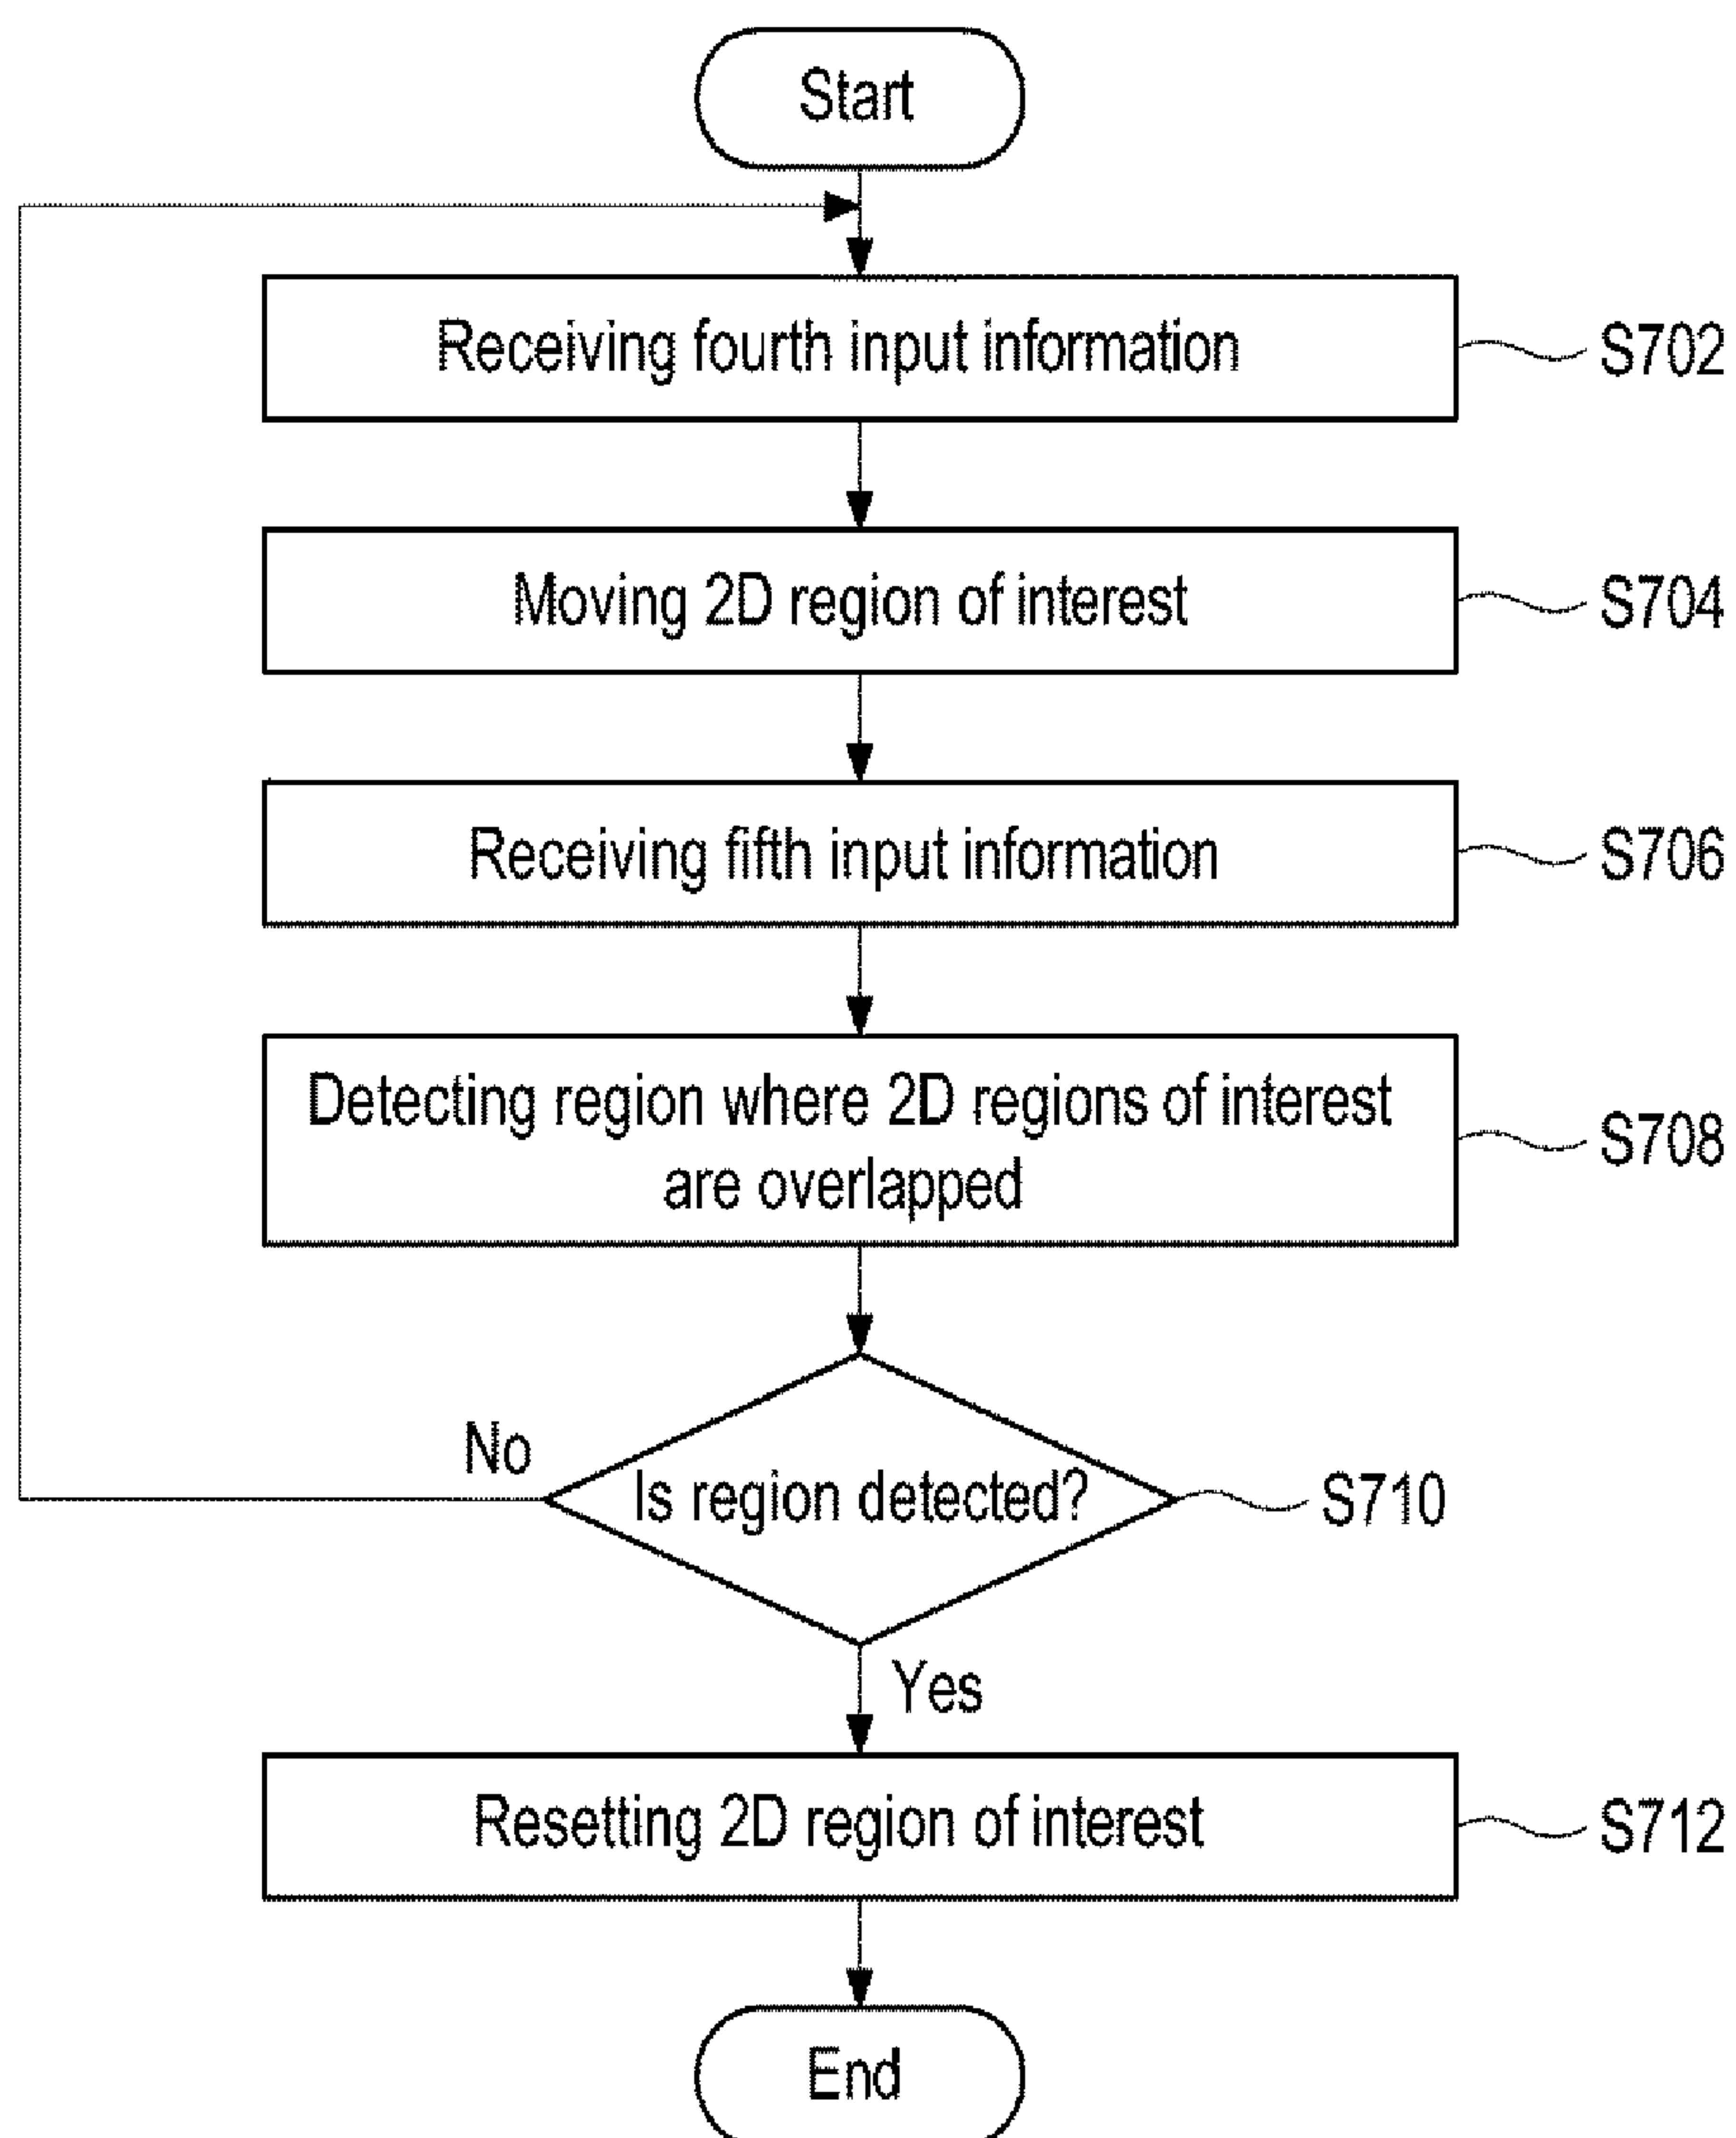 Start
Receiving fourth input information
S702
Moving 2D region of interest
S704
Receiving fifth input information
S706
Detecting region where 2D regions of interest
are overlapped
S708
No
Is region detected?
S710
Yes
Resetting 2D region of interest
S712
End